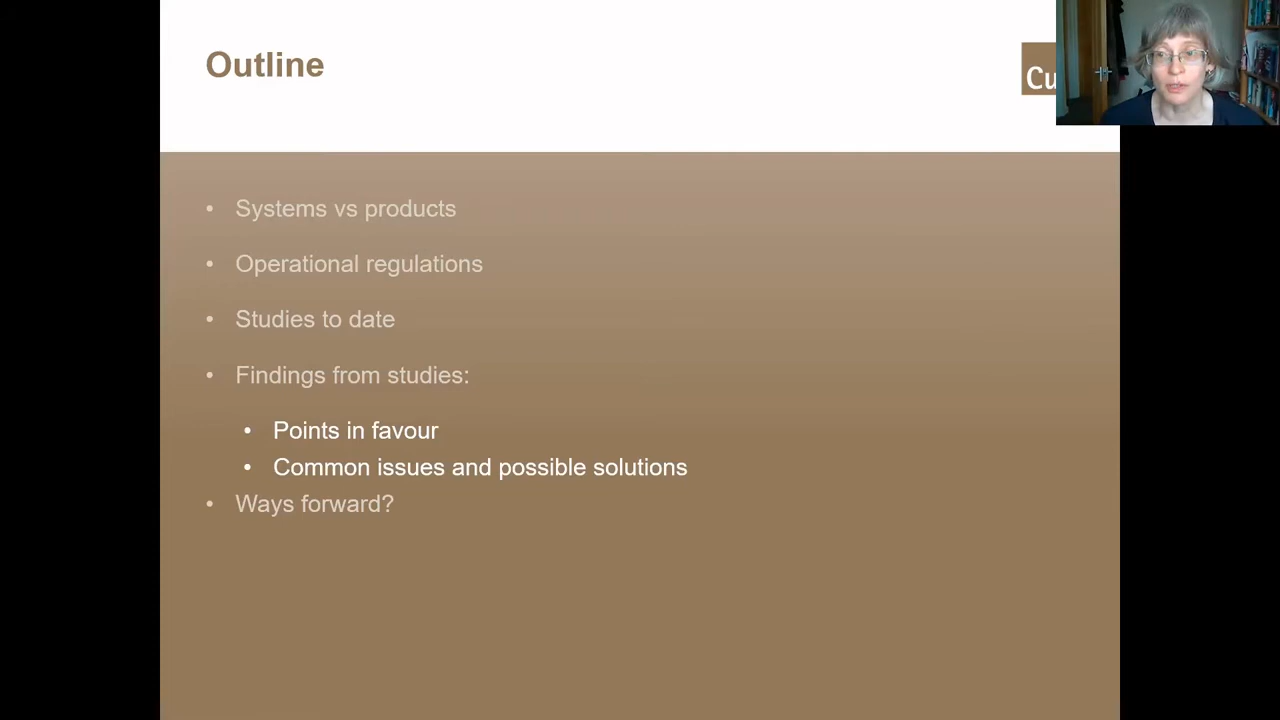 Outline
Cu
• Systems vs products
• Operational regulations
• Studies to date
• Findings from studies:
• Points in favour
• Common issues and possible solutions
• Ways forward?